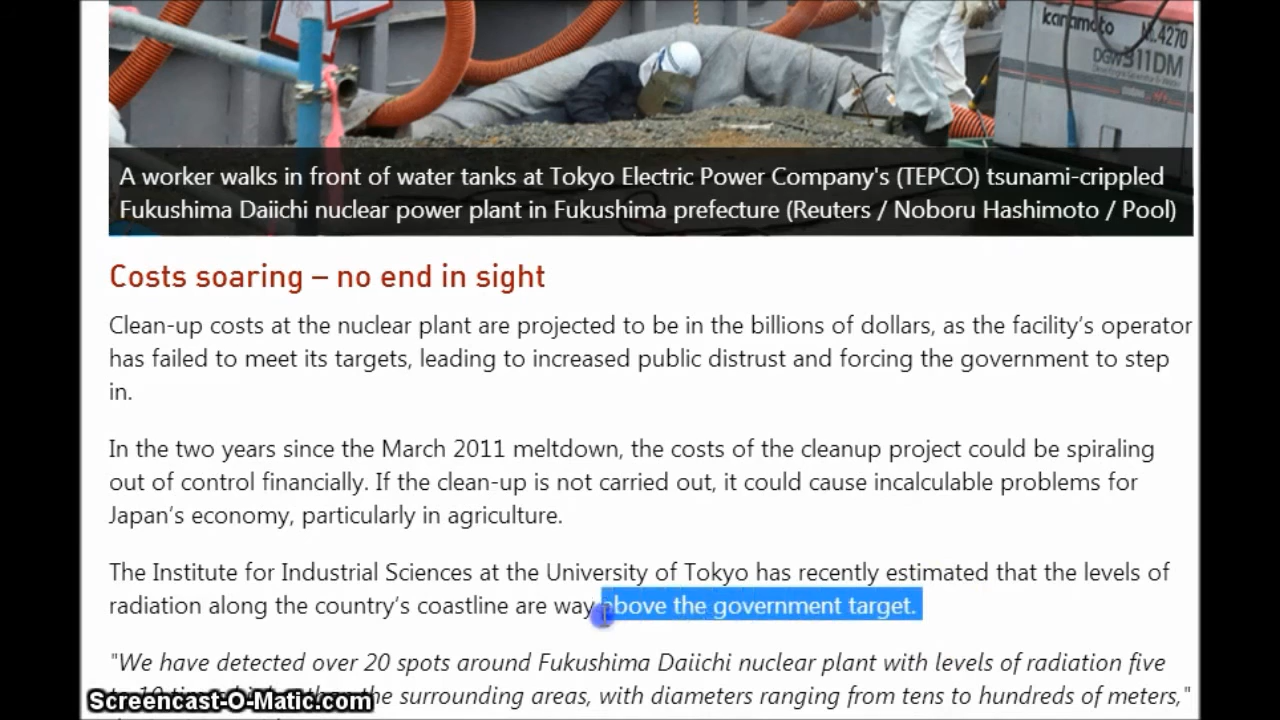 kanamoto
NL.4270
DGW311DM
A worker walks in front of water tanks at Tokyo Electric Power Company's (TEPCO) tsunami-crippled
Fukushima Daiichi nuclear power plant in Fukushima prefecture (Reuters / Noboru Hashimoto / Pool)
Costs soaring – no end in sight
Clean-up costs at the nuclear plant are projected to be in the billions of dollars, as the facility's operator
has failed to meet its targets, leading to increased public distrust and forcing the government to step
in.
In the two years since the March 2011 meltdown, the costs of the cleanup project could be spiraling
out of control financially. If the clean-up is not carried out, it could cause incalculable problems for
Japan's economy, particularly in agriculture.
The Institute for Industrial Sciences at the University of Tokyo has recently estimated that the levels of
radiation along the country's coastline are way above the government target.
"We have detected over 20 spots around Fukushima Daiichi nuclear plant with levels of radiation five
the surrounding areas, with diameters ranging from tens to hundreds of meters,"
Screencast-O-Matic.com